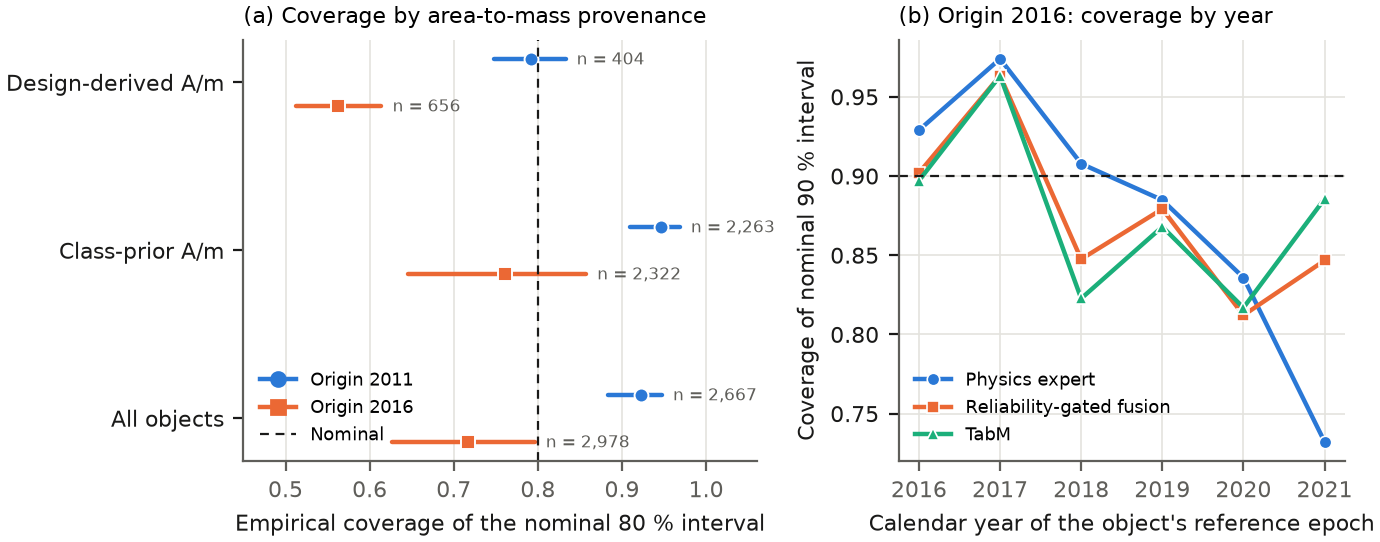 (a) Coverage by area-to-mass provenance
Design-derived A/m
n = 404
n = 656
Class-prior A/m
n = 2,263
n = 2,322
All objects
n = 2,667
n = 2,978
Origin 2011
Origin 2016
Nominal
0.5 0.6 0.7 0.8 0.9 1.0
Empirical coverage of the nominal 80 % interval
(b) Origin 2016: coverage by year
Coverage of nominal 90 % interval
0.95
0.90
0.85
0.80
0.75
Physics expert
Reliability-gated fusion
TabM
2016 2017 2018 2019 2020 2021
Calendar year of the object's reference epoch